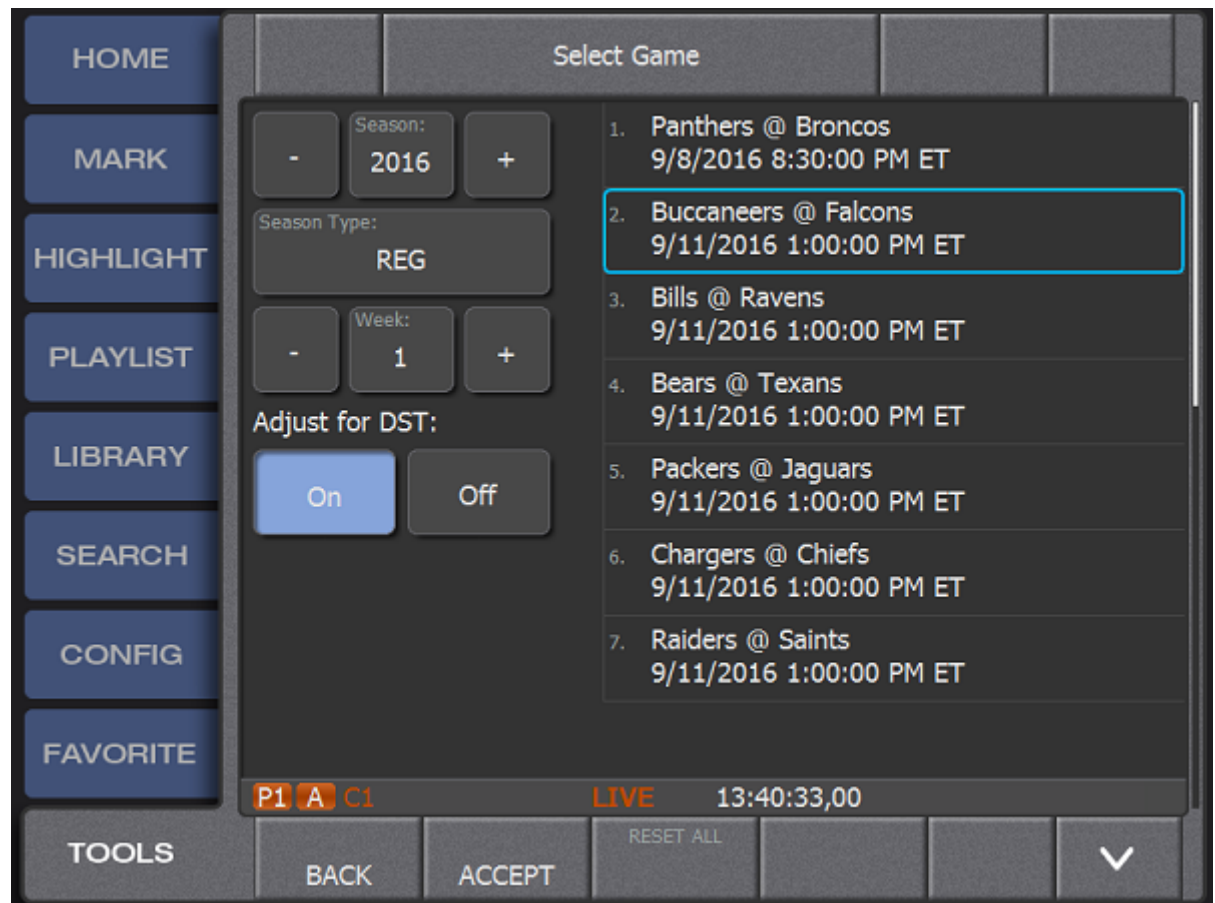 HOME
MARK
HIGHLIGHT
PLAYLIST
LIBRARY
SEARCH
CONFIG
FAVORITE
TOOLS
Select Game
Season:
- 2016 +
Season Type:
REG
Week:
- 1 +
Adjust for DST:
On Off
1. Panthers @ Broncos
9/8/2016 8:30:00 PM ET
2. Buccaneers @ Falcons
9/11/2016 1:00:00 PM ET
3. Bills @ Ravens
9/11/2016 1:00:00 PM ET
4. Bears @ Texans
9/11/2016 1:00:00 PM ET
5. Packers @ Jaguars
9/11/2016 1:00:00 PM ET
6. Chargers @ Chiefs
9/11/2016 1:00:00 PM ET
7. Raiders @ Saints
9/11/2016 1:00:00 PM ET
P1 A C1 LIVE 13:40:33,00
RESET ALL
BACK ACCEPT